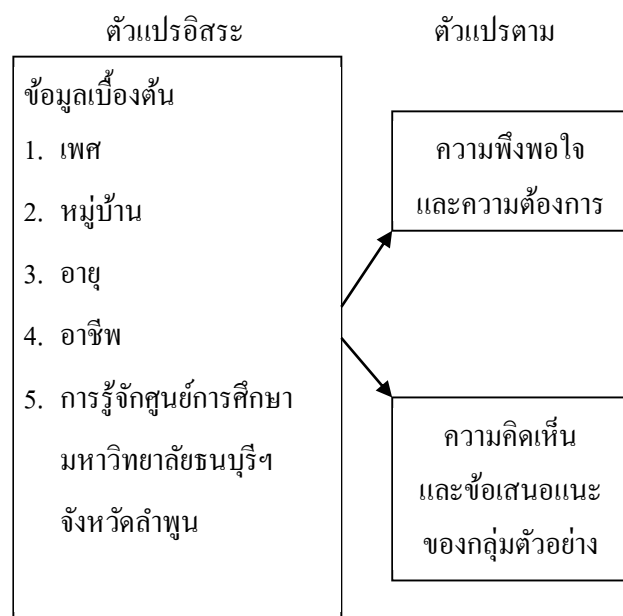 ตัวแปรอิสระ
ข้อมูลเบื้องต้น
1. เพศ
2. หมู่บ้าน
3. อายุ
4. อาชีพ
5. การรู้จักศูนย์การศึกษา
มหาวิทยาลัยธนบุรีฯ
จังหวัดลำพูน
ตัวแปรตาม
ความพึงพอใจ
และความต้องการ
ความคิดเห็น
และข้อเสนอแนะ
ของกลุ่มตัวอย่าง